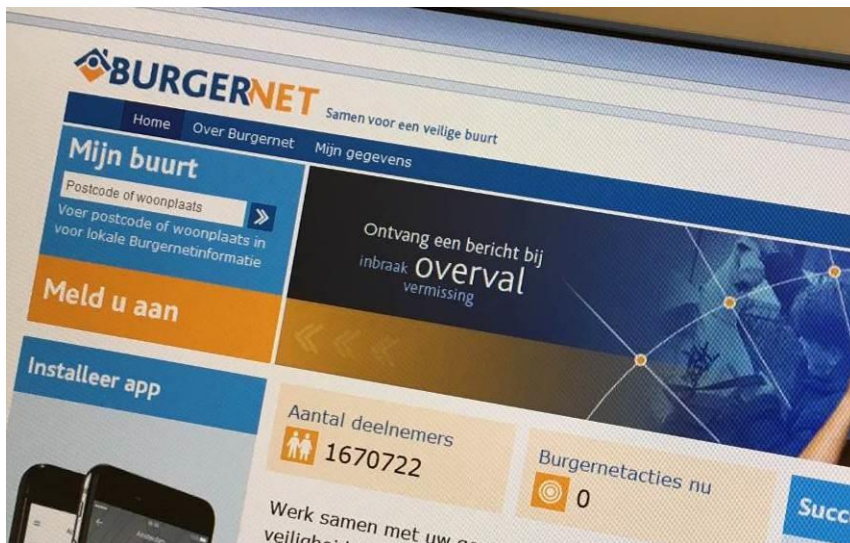 BURGERNET
Samen voor een veilige buurt
Home Over Burgernet Mijn gegevens
Mijn buurt
Postcode of woonplaats
Voer postcode of woonplaats in
voor lokale Burgernetinformatie
Meld u aan
Ontvang een bericht bij
inbraak overval
vermissing
Installeer app
Aantal deelnemers
1670722
Burgernetacties nu
0
Werk samen met uw